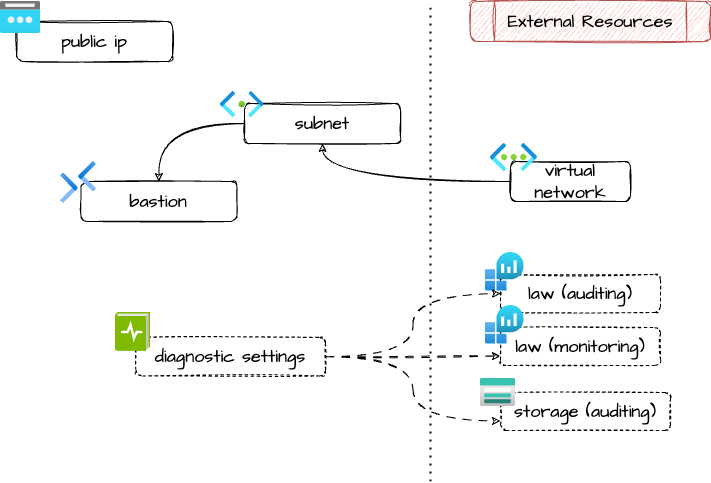 External Resources
public ip
subnet
virtual
network
bastion
law (auditing)
law (monitoring)
diagnostic settings
storage (auditing)